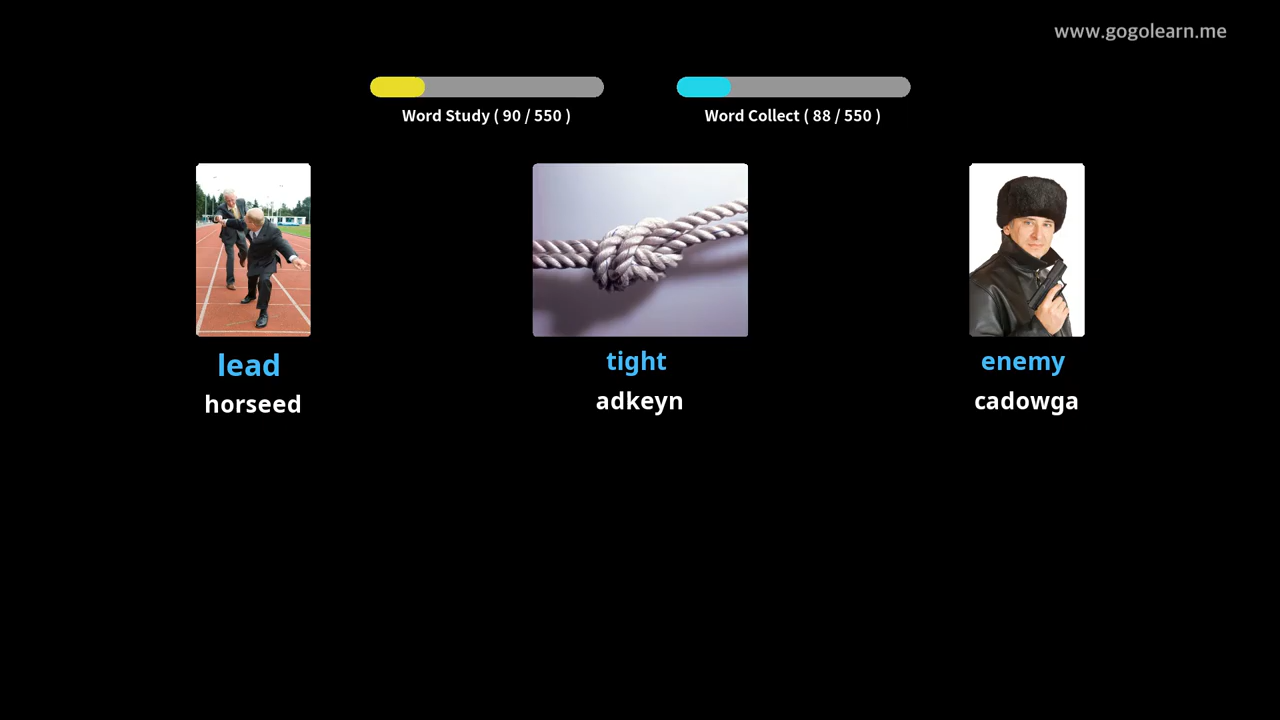 www.gogolearn.me
Word Study ( 90 / 550 )
Word Collect ( 88 / 550 )
lead
horseed
tight
adkeyn
enemy
cadowga